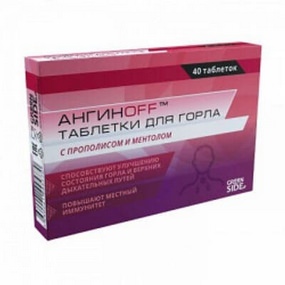 40 таблеток
АНГИНOFF™
ТАБЛЕТКИ ДЛЯ ГОРЛА
С ПРОПОЛИСОМ И МЕНТОЛОМ
СПОСОБСТВУЮТ УЛУЧШЕНИЮ
СОСТОЯНИЯ ГОРЛА И ВЕРХНИХ
ДЫХАТЕЛЬНЫХ ПУТЕЙ
ПОВЫШАЮТ МЕСТНЫЙ
ИММУНИТЕТ
GREEN
SIDE